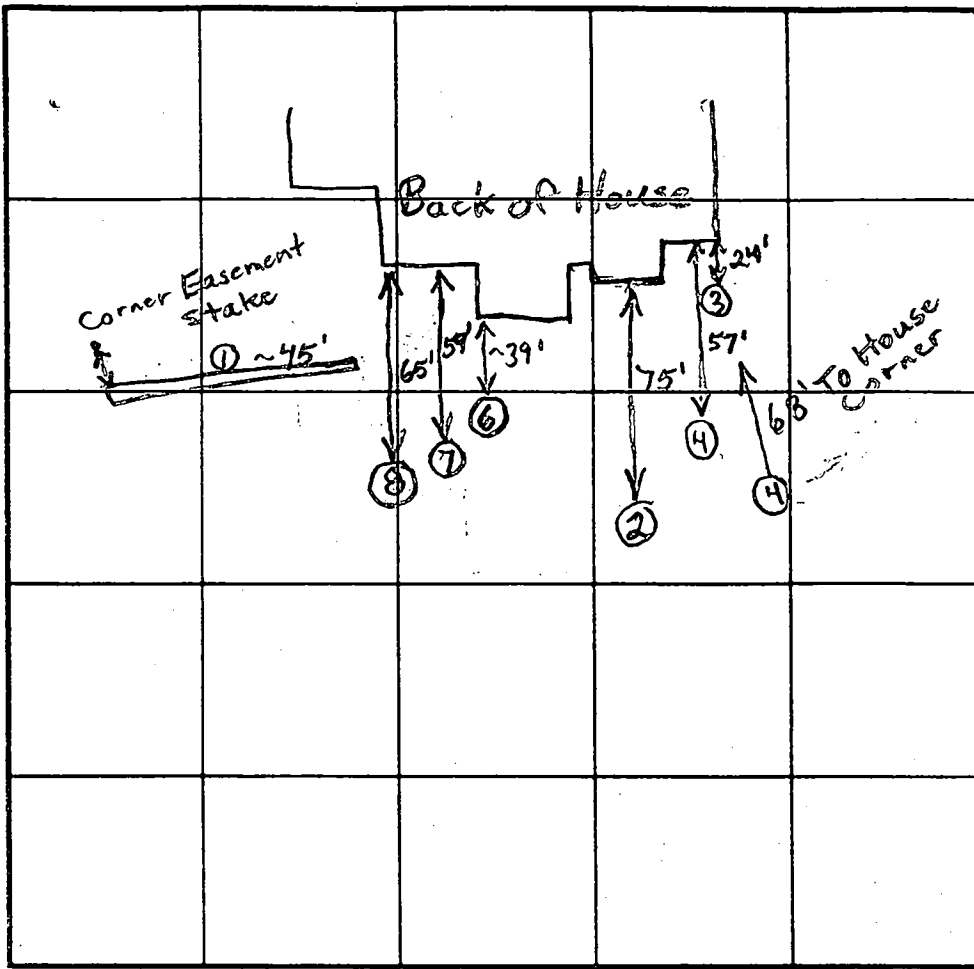 Back of House
Corner Easement
Stake
① ~45'
24'
③
65'
59'
~39'
75'
57'
68' To House
Corner
⑥
④
⑦
⑧
④
②